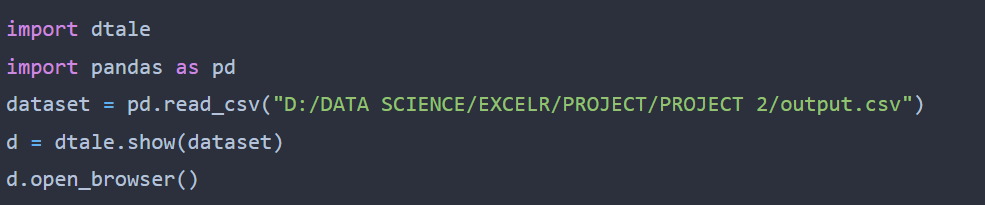 import dtale
import pandas as pd
dataset = pd.read_csv("D:/DATA SCIENCE/EXCELR/PROJECT/PROJECT 2/output.csv")
d = dtale.show(dataset)
d.open_browser()